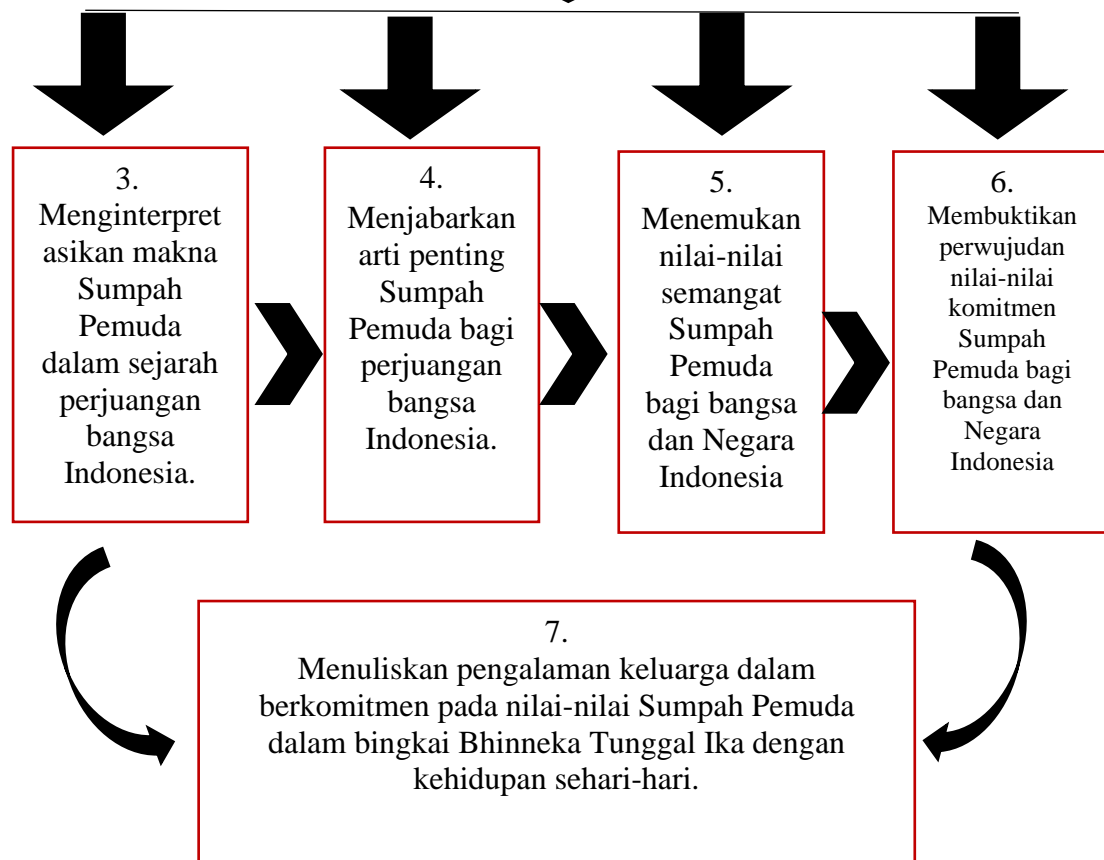 3.
Menginterpret
asikan makna
Sumpah
Pemuda
dalam sejarah
perjuangan
bangsa
Indonesia.
4.
Menjabarkan
arti penting
Sumpah
Pemuda bagi
perjuangan
bangsa
Indonesia.
5.
Menemukan
nilai-nilai
semangat
Sumpah
Pemuda
bagi bangsa
dan Negara
Indonesia
6.
Membuktikan
perwujudan
nilai-nilai
komitmen
Sumpah
Pemuda bagi
bangsa dan
Negara
Indonesia
7.
Menuliskan pengalaman keluarga dalam
berkomitmen pada nilai-nilai Sumpah Pemuda
dalam bingkai Bhinneka Tunggal Ika dengan
kehidupan sehari-hari.